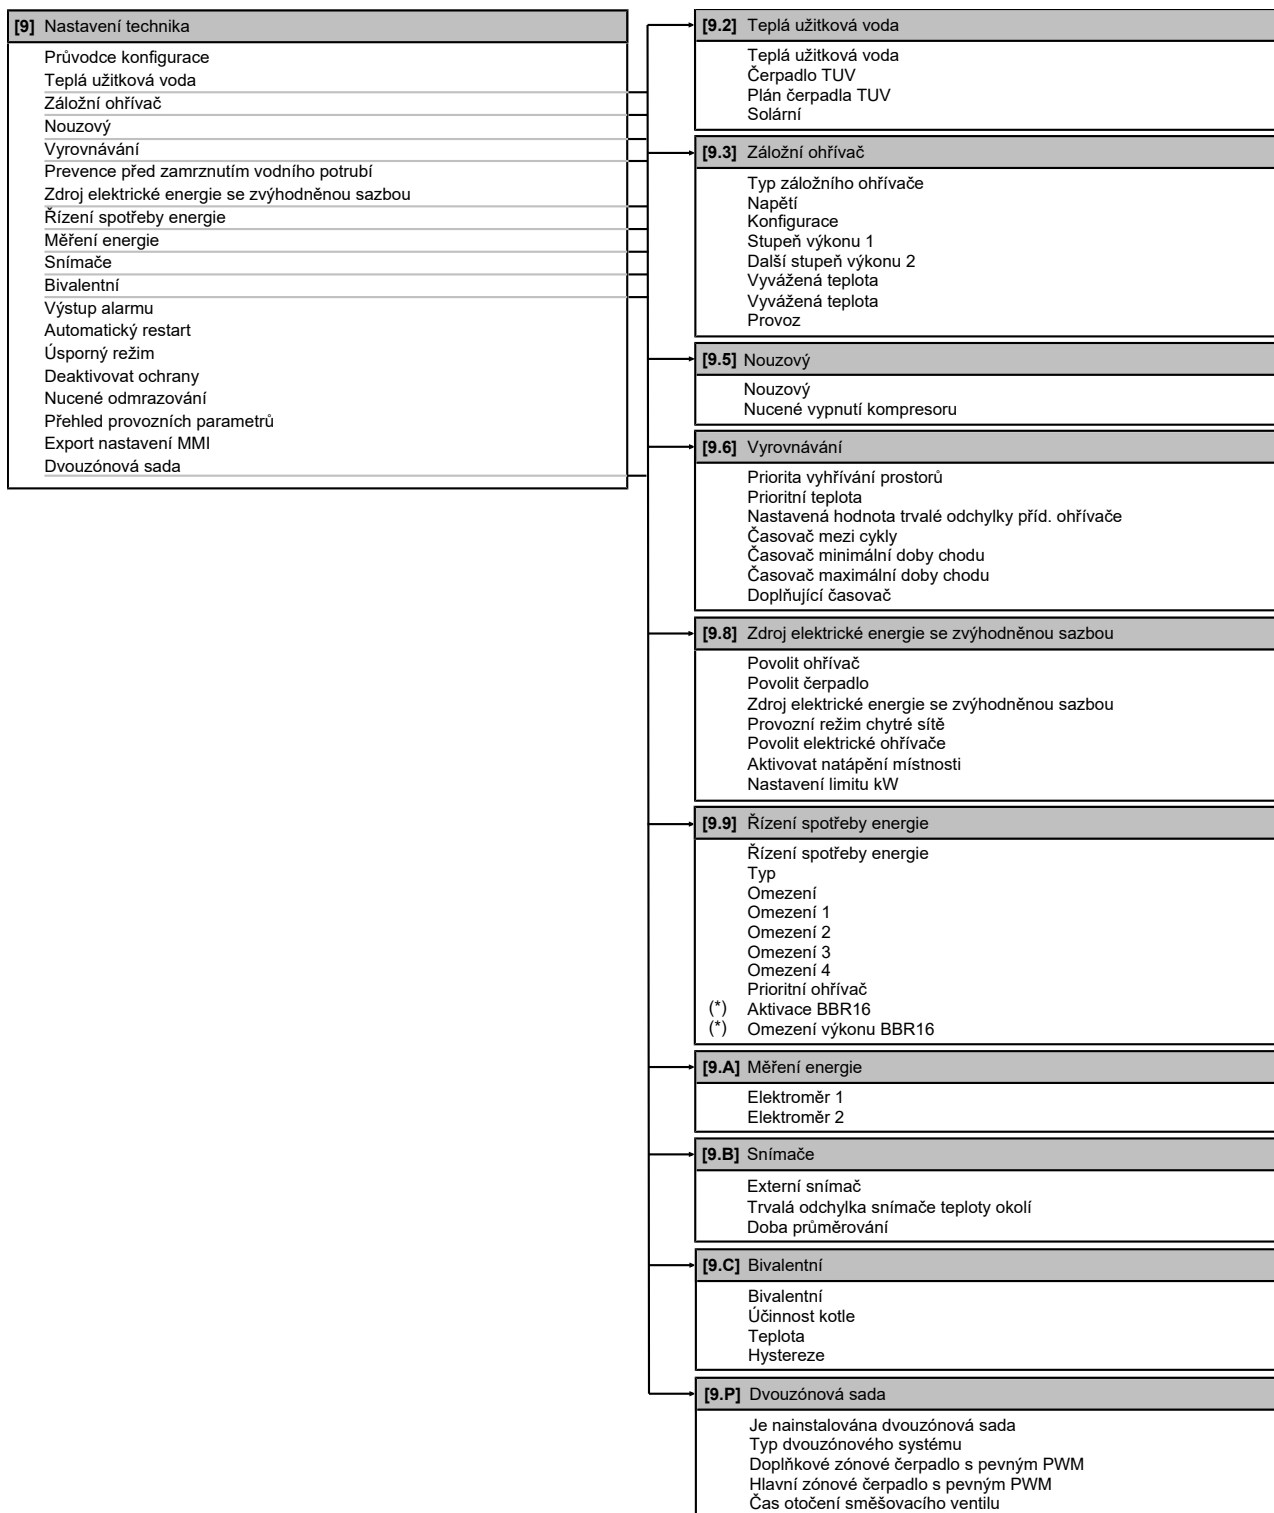 [9] Nastavení technika
Průvodce konfigurace
Teplá užitková voda
Záložní ohřívač
Nouzový
Vyrovnávání
Prevence před zamrznutím vodního potrubí
Zdroj elektrické energie se zvýhodněnou sazbou
Řízení spotřeby energie
Měření energie
Snímače
Bivalentní
Výstup alarmu
Automatický restart
Úsporný režim
Deaktivovat ochrany
Nucené odmrazování
Přehled provozních parametrů
Export nastavení MMI
Dvouzónová sada
[9.2] Teplá užitková voda
Teplá užitková voda
Čerpadlo TUV
Plán čerpadla TUV
Solární
[9.3] Záložní ohřívač
Typ záložního ohřívače
Napětí
Konfigurace
Stupeň výkonu 1
Další stupeň výkonu 2
Vyvážená teplota
Vyvážená teplota
Provoz
[9.5] Nouzový
Nouzový
Nucené vypnutí kompresoru
[9.6] Vyrovnávání
Priorita vyhřívání prostorů
Prioritní teplota
Nastavená hodnota trvalé odchylky příd. ohřívače
Časovač mezi cykly
Časovač minimální doby chodu
Časovač maximální doby chodu
Doplňující časovač
[9.8] Zdroj elektrické energie se zvýhodněnou sazbou
Povolit ohřívač
Povolit čerpadlo
Zdroj elektrické energie se zvýhodněnou sazbou
Provozní režim chytré sítě
Povolit elektrické ohřívače
Aktivovat natápění místnosti
Nastavení limitu kW
[9.9] Řízení spotřeby energie
Řízení spotřeby energie
Typ
Omezení
Omezení 1
Omezení 2
Omezení 3
Omezení 4
Prioritní ohřívač
(*) Aktivace BBR16
(*) Omezení výkonu BBR16
[9.A] Měření energie
Elektroměr 1
Elektroměr 2
[9.B] Snímače
Externí snímač
Trvalá odchylka snímače teploty okolí
Doba průměrování
[9.C] Bivalentní
Bivalentní
Účinnost kotle
Teplota
Hystereze
[9.P] Dvouzónová sada
Je nainstalována dvouzónová sada
Typ dvouzónového systému
Doplňkové zónové čerpadlo s pevným PWM
Hlavní zónové čerpadlo s pevným PWM
Čas otočení směšovacího ventilu